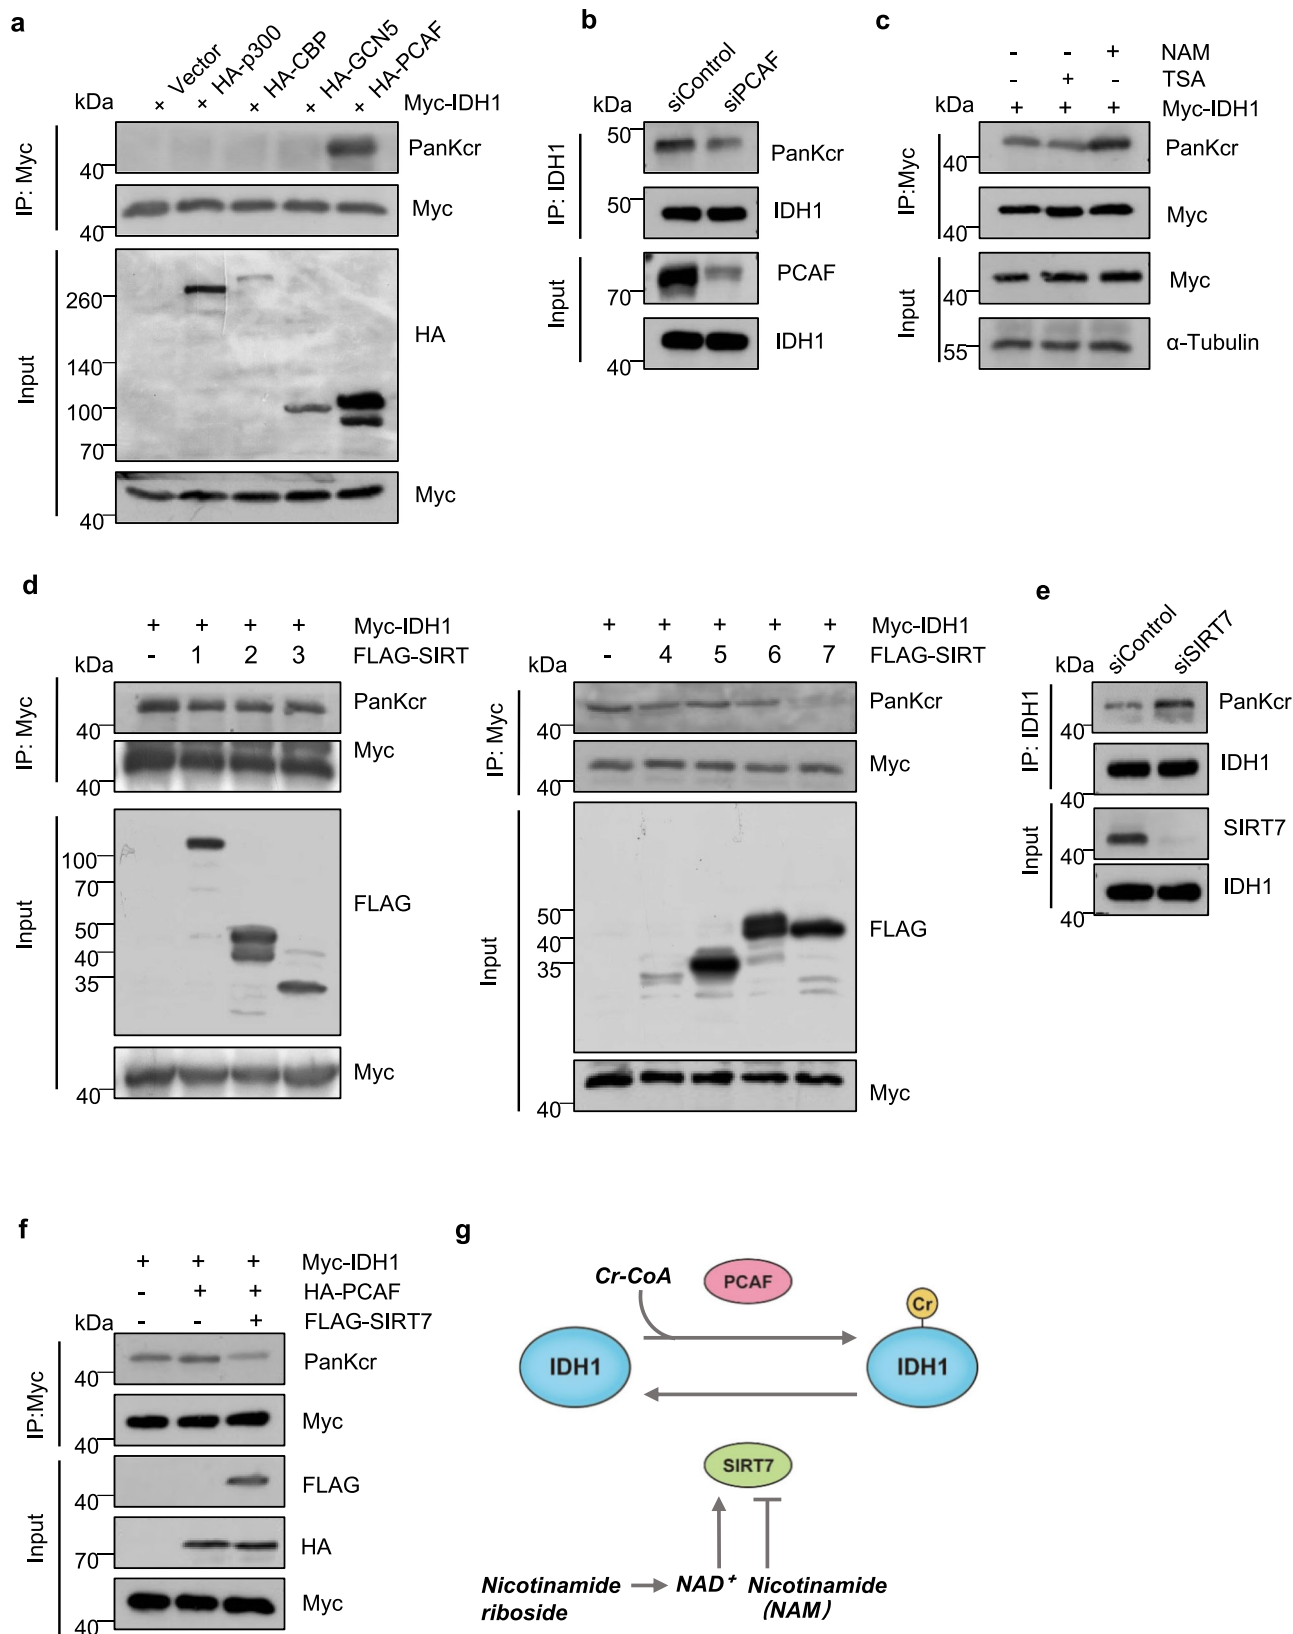 a
kDa
Vector
HA-p300
HA-CBP
HA-GCN5
HA-PCAF
+ + + + + Myc-IDH1
IP: Myc
40
PanKcr
40
Myc
Input
260
140
100
70
HA
40
Myc
b
kDa
siControl
siPCAF
IP: IDH1
50
PanKcr
50
IDH1
Input
70
PCAF
40
IDH1
c
- - + NAM
- + - TSA
kDa + + + Myc-IDH1
IP:Myc
40
PanKcr
40
Myc
Input
40
Myc
55
α-Tubulin
d
+ + + + Myc-IDH1
- 1 2 3 FLAG-SIRT
kDa
IP: Myc
40
PanKcr
40
Myc
Input
100
70
50
40
35
FLAG
40
Myc
+ + + + + Myc-IDH1
- 4 5 6 7 FLAG-SIRT
kDa
IP: Myc
40
PanKcr
40
Myc
Input
50
40
35
FLAG
40
Myc
e
kDa
siControl
siSIRT7
IP: IDH1
40
PanKcr
40
IDH1
Input
40
SIRT7
40
IDH1
f
+ + + Myc-IDH1
- + + HA-PCAF
- - + FLAG-SIRT7
kDa
IP:Myc
40
PanKcr
40
Myc
Input
40
FLAG
70
HA
40
Myc
g
Cr-CoA
PCAF
Cr
IDH1
IDH1
SIRT7
Nicotinamide
riboside
NAD+
Nicotinamide
(NAM)